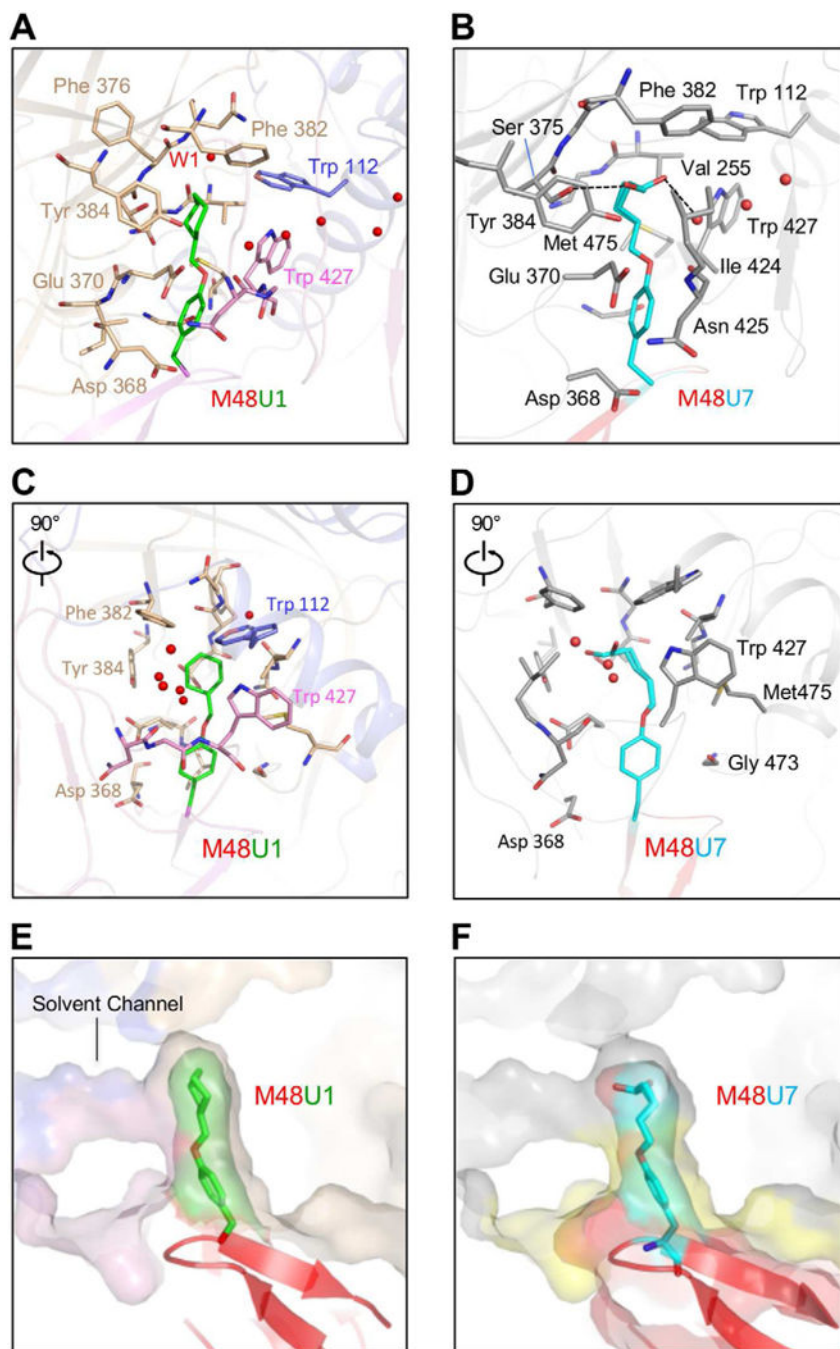 A
Phe 376
Phe 382
W1
Trp 112
Tyr 384
Glu 370
Trp 427
Asp 368
M48U1
B
Phe 382
Trp 112
Ser 375
Val 255
Tyr 384
Trp 427
Met 475
Ile 424
Glu 370
Asn 425
Asp 368
M48U7
C
90°
Phe 382
Trp 112
Tyr 384
Trp 427
Asp 368
M48U1
D
90°
Trp 427
Met475
Gly 473
Asp 368
M48U7
E
Solvent Channel
M48U1
F
M48U7